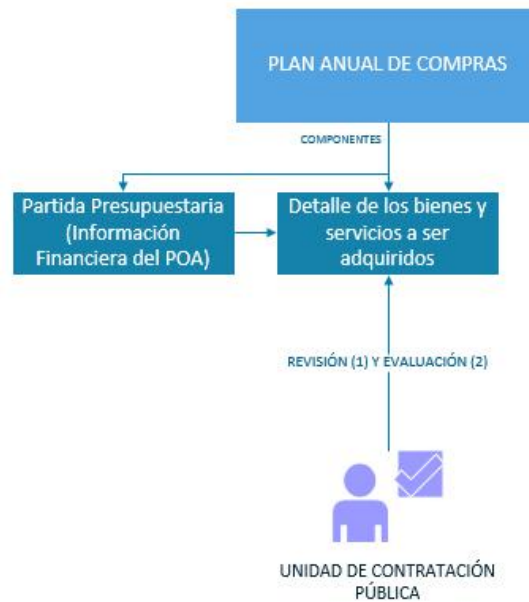 PLAN ANUAL DE COMPRAS
COMPONENTES
Partida Presupuestaria
(Información
Financiera del POA)
Detalle de los bienes y
servicios a ser
adquiridos
REVISIÓN (1) Y EVALUACIÓN (2)
UNIDAD DE CONTRATACIÓN
PÚBLICA